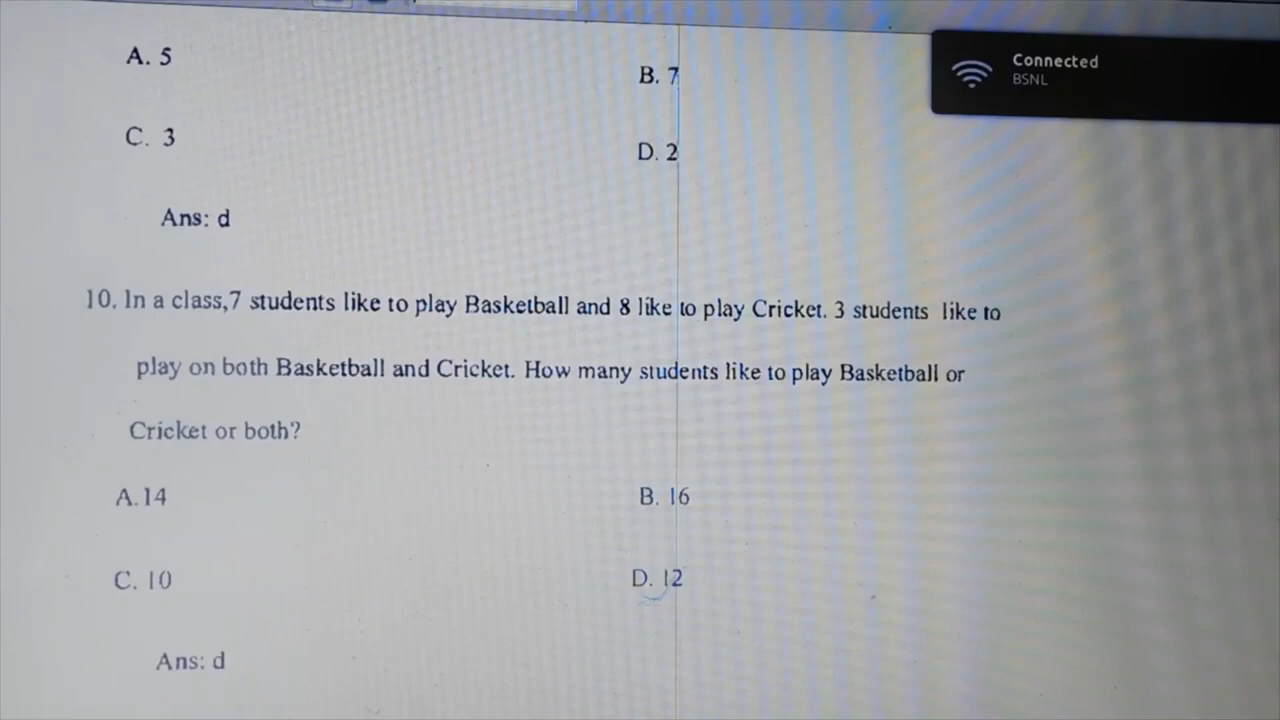 A. 5
B. 7
Connected
BSNL
C. 3
D. 2
Ans: d
10. In a class,7 students like to play Basketball and 8 like to play Cricket. 3 students like to
play on both Basketball and Cricket. How many students like to play Basketball or
Cricket or both?
A.14
B. 16
C. 10
D. 12
Ans: d